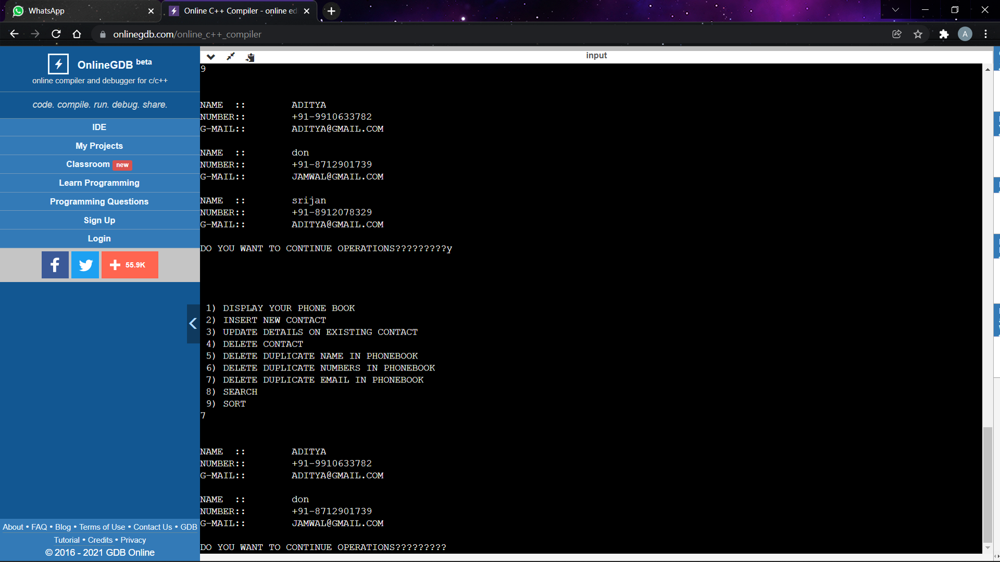 WhatsApp
Online C++ Compiler - online ed
onlinegdb.com/online_c++_compiler
A
OnlineGDB beta
online compiler and debugger for c/c++
code. compile. run. debug. share.
IDE
My Projects
Classroom new
Learn Programming
Programming Questions
Sign Up
Login
55.9K
About • FAQ • Blog • Terms of Use • Contact Us • GDB
Tutorial • Credits • Privacy
© 2016 - 2021 GDB Online
input
9
NAME :: ADITYA
NUMBER:: +91-9910633782
G-MAIL:: ADITYA@GMAIL.COM
NAME :: don
NUMBER:: +91-8712901739
G-MAIL:: JAMWAL@GMAIL.COM
NAME :: srijan
NUMBER:: +91-8912078329
G-MAIL:: ADITYA@GMAIL.COM
DO YOU WANT TO CONTINUE OPERATIONS?????????y
1) DISPLAY YOUR PHONE BOOK
2) INSERT NEW CONTACT
3) UPDATE DETAILS ON EXISTING CONTACT
4) DELETE CONTACT
5) DELETE DUPLICATE NAME IN PHONEBOOK
6) DELETE DUPLICATE NUMBERS IN PHONEBOOK
7) DELETE DUPLICATE EMAIL IN PHONEBOOK
8) SEARCH
9) SORT
7
NAME :: ADITYA
NUMBER:: +91-9910633782
G-MAIL:: ADITYA@GMAIL.COM
NAME :: don
NUMBER:: +91-8712901739
G-MAIL:: JAMWAL@GMAIL.COM
DO YOU WANT TO CONTINUE OPERATIONS?????????